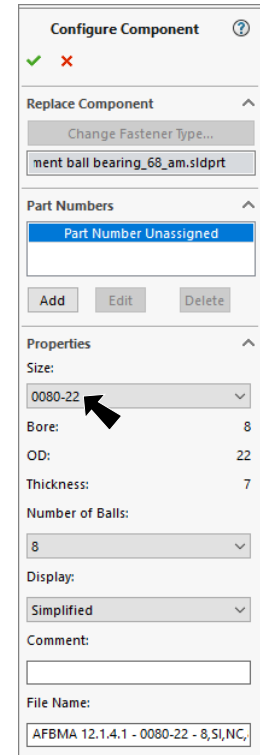 Configure Component
Replace Component
Change Fastener Type...
ment ball bearing_68_am.sldprt
Part Numbers
Part Number Unassigned
Add Edit Delete
Properties
Size:
0080-22
Bore: 8
OD: 22
Thickness: 7
Number of Balls:
8
Display:
Simplified
Comment:
File Name:
AFBMA 12.1.4.1 - 0080-22 - 8,SI,NC,